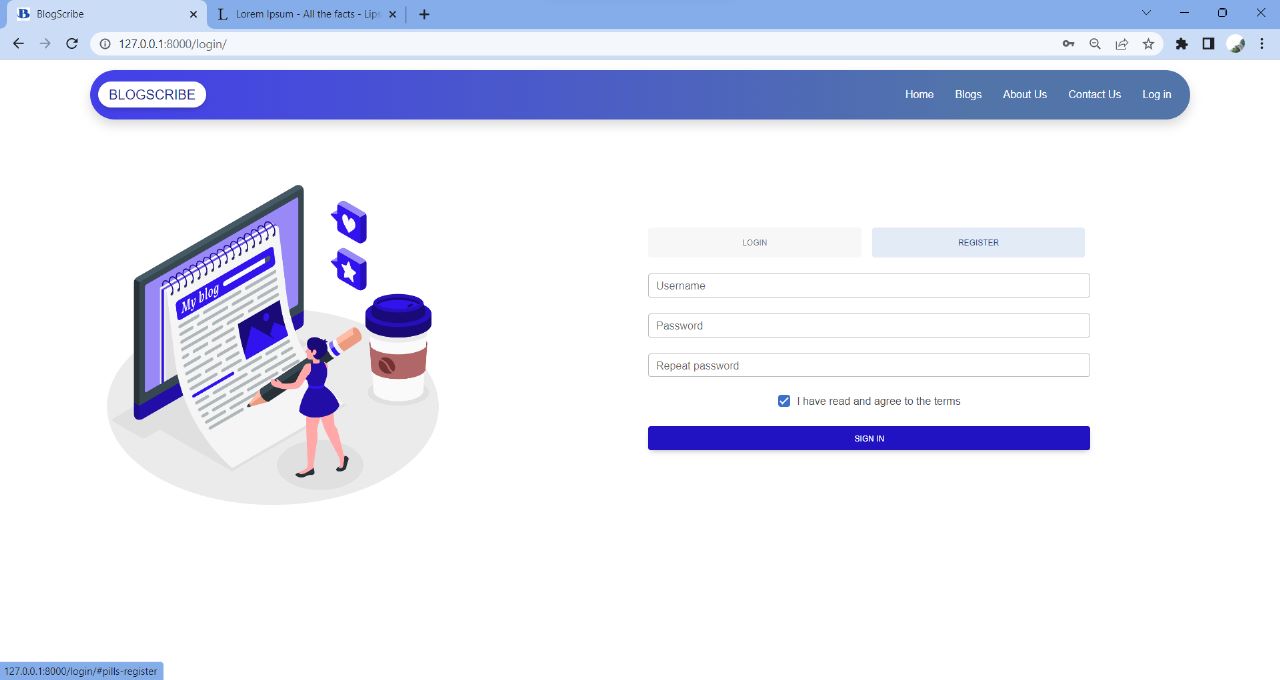 BlogScribe
Lorem Ipsum - All the facts - Lips
127.0.0.1:8000/login/
BLOGSCRIBE
Home Blogs About Us Contact Us Log in
My blog
LOGIN REGISTER
Username
Password
Repeat password
I have read and agree to the terms
SIGN IN
127.0.0.1:8000/login/#pills-register